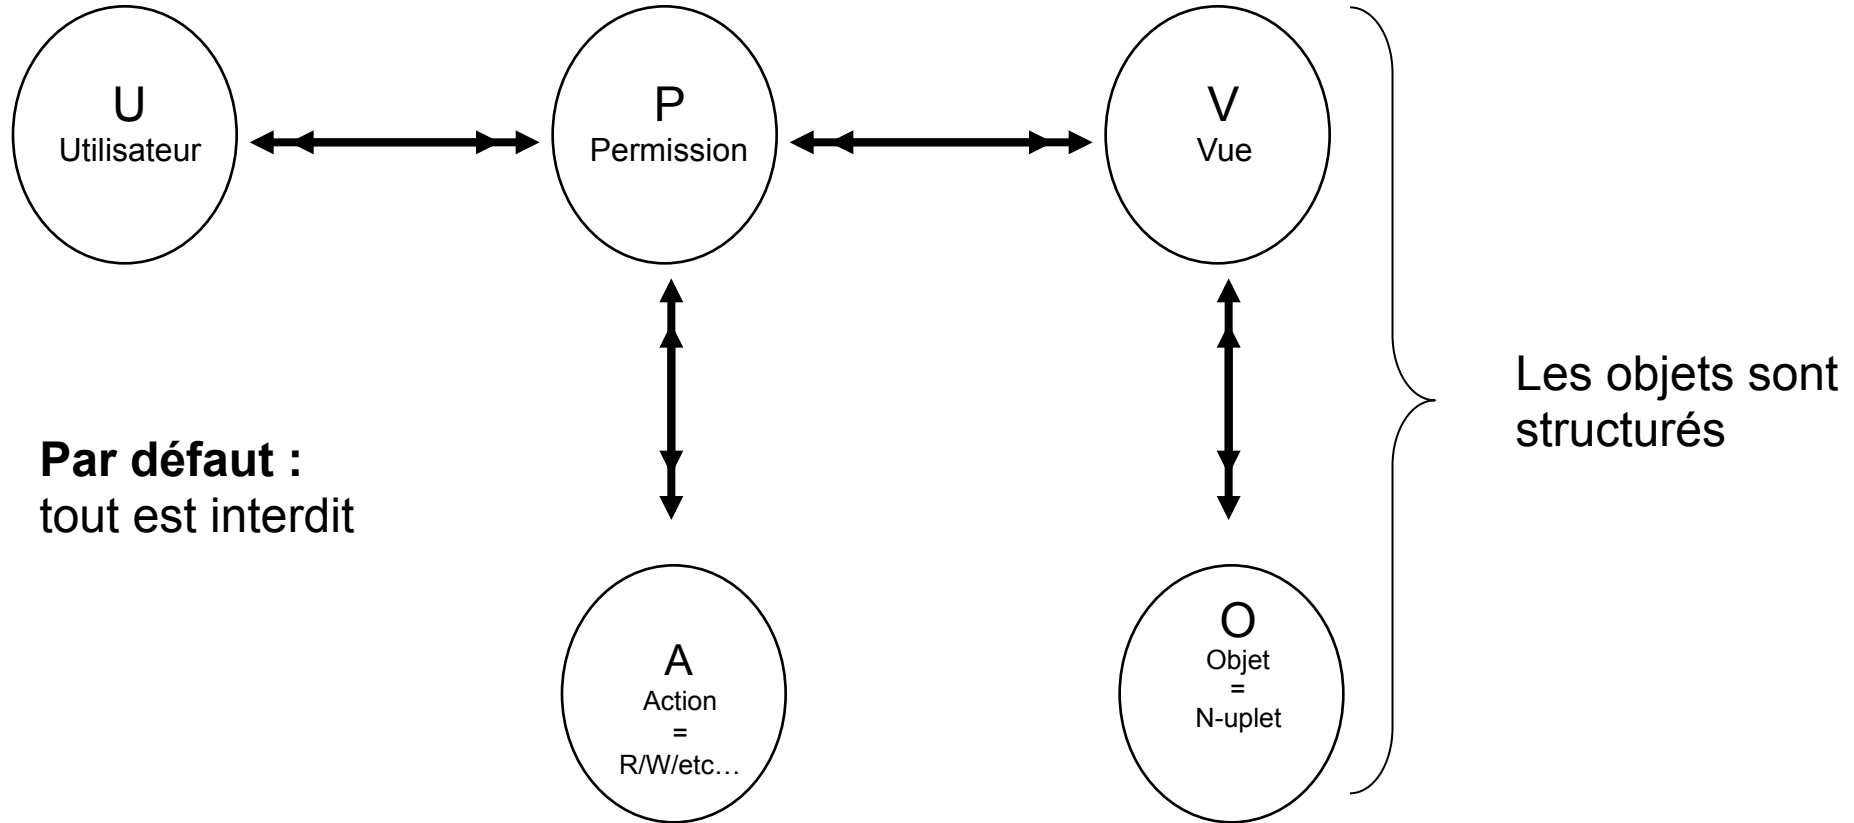 U
Utilisateur
P
Permission
V
Vue
Les objets sont
structurés
Par défaut :
tout est interdit
A
Action
=
R/W/etc…
O
Objet
=
N-uplet